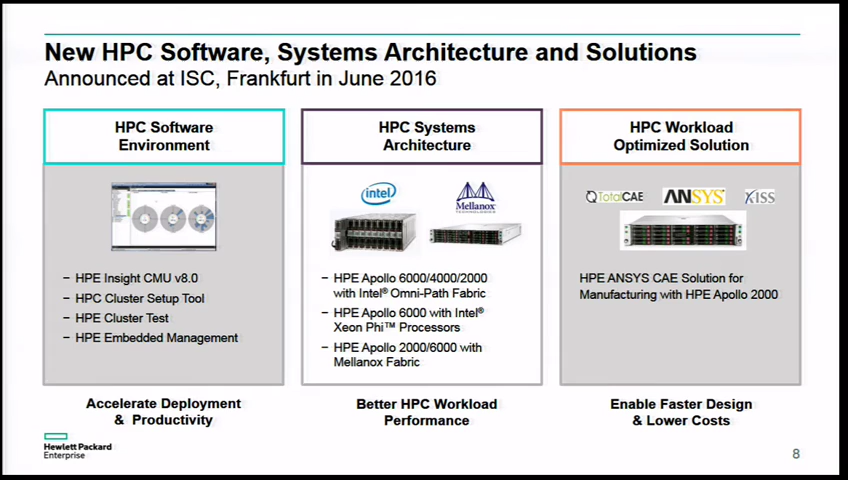 New HPC Software, Systems Architecture and Solutions
Announced at ISC, Frankfurt in June 2016
HPC Software
Environment
– HPE Insight CMU v8.0
– HPC Cluster Setup Tool
– HPE Cluster Test
– HPE Embedded Management
Accelerate Deployment
& Productivity
HPC Systems
Architecture
intel
Mellanox
TECHNOLOGIES
– HPE Apollo 6000/4000/2000
with Intel® Omni-Path Fabric
– HPE Apollo 6000 with Intel®
Xeon Phi™ Processors
– HPE Apollo 2000/6000 with
Mellanox Fabric
Better HPC Workload
Performance
HPC Workload
Optimized Solution
TotalCAE
ANSYS
HPE ANSYS CAE Solution for
Manufacturing with HPE Apollo 2000
Enable Faster Design
& Lower Costs
Hewlett Packard
Enterprise
8